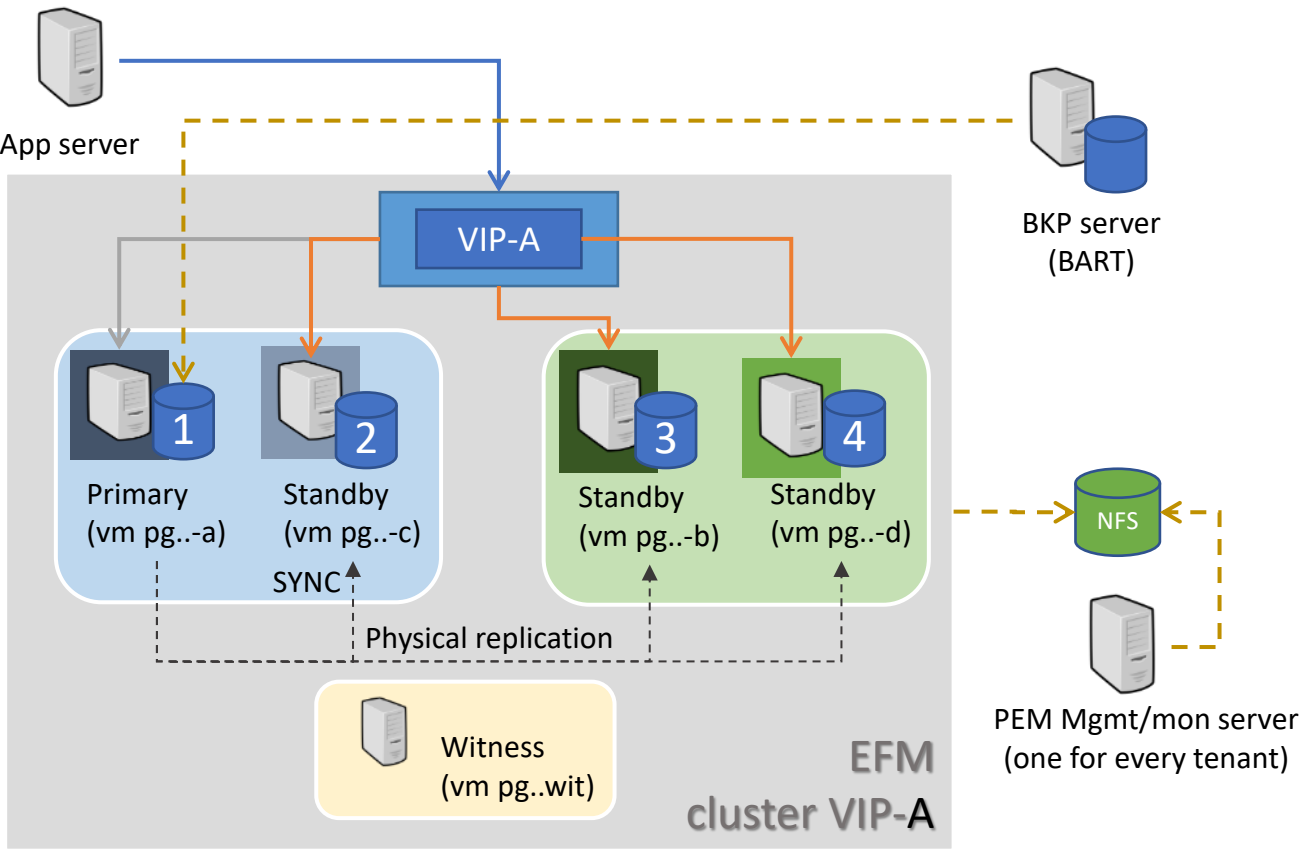 App server
BKP server
(BART)
VIP-A
1
2
3
4
Primary
(vm pg..-a)
Standby
(vm pg..-c)
Standby
(vm pg..-b)
Standby
(vm pg..-d)
SYNC
NFS
Physical replication
Witness
(vm pg..wit)
PEM Mgmt/mon server
(one for every tenant)
EFM
cluster VIP-A